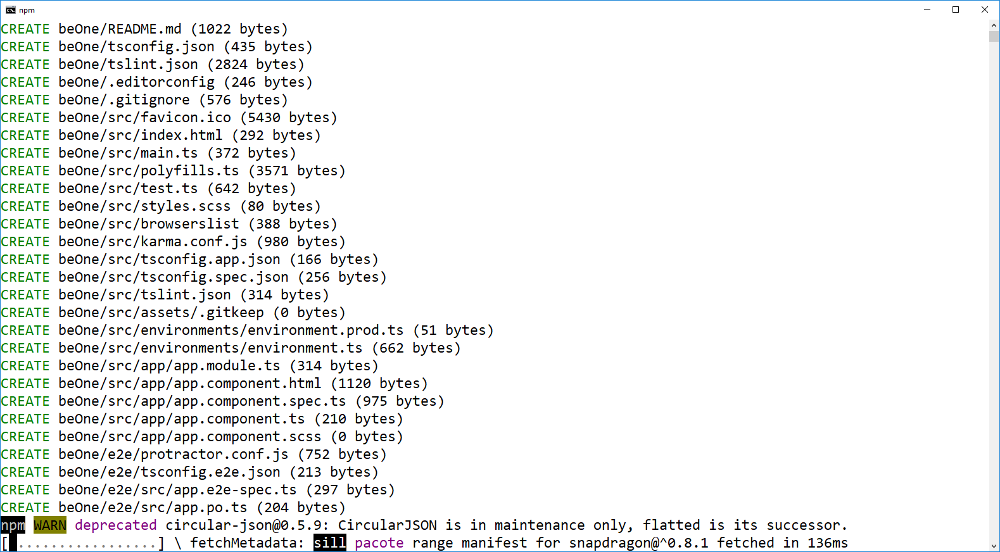 npm
CREATE beOne/README.md (1022 bytes)
CREATE beOne/tsconfig.json (435 bytes)
CREATE beOne/tslint.json (2824 bytes)
CREATE beOne/.editorconfig (246 bytes)
CREATE beOne/.gitignore (576 bytes)
CREATE beOne/src/favicon.ico (5430 bytes)
CREATE beOne/src/index.html (292 bytes)
CREATE beOne/src/main.ts (372 bytes)
CREATE beOne/src/polyfills.ts (3571 bytes)
CREATE beOne/src/test.ts (642 bytes)
CREATE beOne/src/styles.scss (80 bytes)
CREATE beOne/src/browserslist (388 bytes)
CREATE beOne/src/karma.conf.js (980 bytes)
CREATE beOne/src/tsconfig.app.json (166 bytes)
CREATE beOne/src/tsconfig.spec.json (256 bytes)
CREATE beOne/src/tslint.json (314 bytes)
CREATE beOne/src/assets/.gitkeep (0 bytes)
CREATE beOne/src/environments/environment.prod.ts (51 bytes)
CREATE beOne/src/environments/environment.ts (662 bytes)
CREATE beOne/src/app/app.module.ts (314 bytes)
CREATE beOne/src/app/app.component.html (1120 bytes)
CREATE beOne/src/app/app.component.spec.ts (975 bytes)
CREATE beOne/src/app/app.component.ts (210 bytes)
CREATE beOne/src/app/app.component.scss (0 bytes)
CREATE beOne/e2e/protractor.conf.js (752 bytes)
CREATE beOne/e2e/tsconfig.e2e.json (213 bytes)
CREATE beOne/e2e/src/app.e2e-spec.ts (297 bytes)
CREATE beOne/e2e/src/app.po.ts (204 bytes)
npm WARN deprecated circular-json@0.5.9: CircularJSON is in maintenance only, flatted is its successor.
[ .................] \ fetchMetadata: sill pacote range manifest for snapdragon@^0.8.1 fetched in 136ms